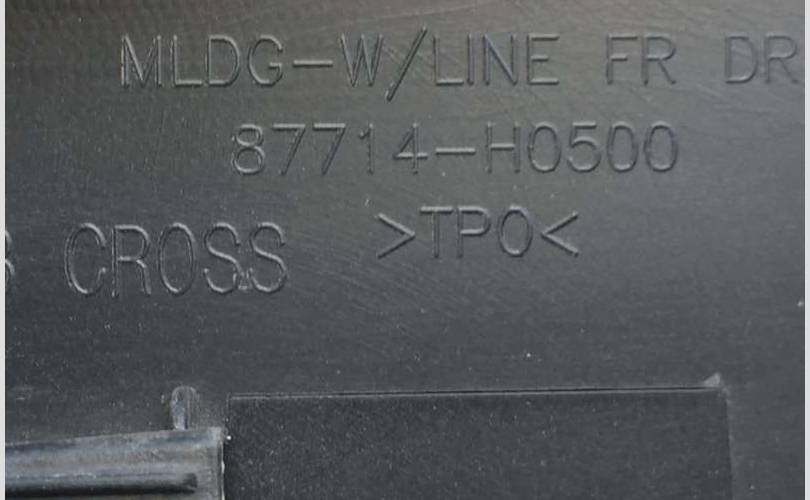 MLDG-W/LINE FR DR
87714-H0500
CROSS >TPO<